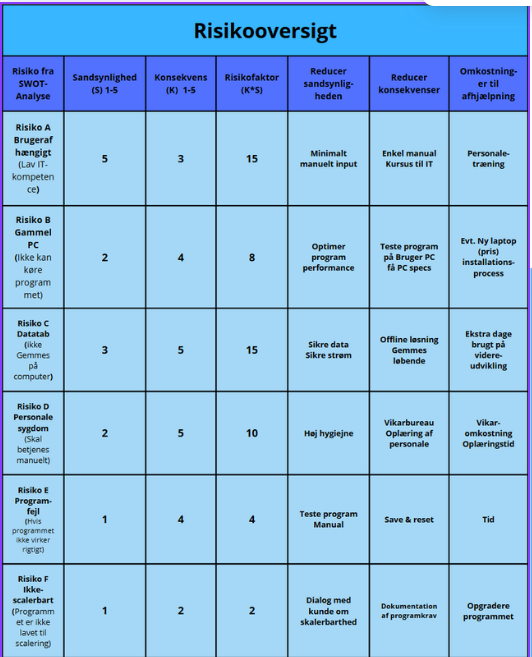 Risikooversigt
Risiko fra
SWOT-
Analyse
Sandsynlighed
(S) 1-5
Konsekvens
(K) 1-5
Risikofaktor
(K*S)
Reducer
sandsynlig-
heden
Reducer
konsekvenser
Omkostning-
er til
afhjælpning
Risiko A
Brugeraf
hængigt
(Lav IT-
kompeten
ce)
5
3
15
Minimalt
manuelt input
Enkel manual
Kursus til IT
Personale-
træning
Risiko B
Gammel
PC
(Ikke kan
køre
program
met)
2
4
8
Optimer
program
performance
Teste program
på Bruger PC
få PC specs
Evt. Ny laptop
(pris)
installations-
process
Risiko C
Datatab
(ikke
Gemmes
på
computer)
3
5
15
Sikre data
Sikre strøm
Offline løsning
Gemmes
løbende
Ekstra dage
brugt på
videre-
udvikling
Risiko D
Personale
sygdom
(Skal
betjenes
manuelt)
2
5
10
Høj hygiejne
Vikarbureau
Oplæring af
personale
Vikar-
omkostning
Oplæringstid
Risiko E
Program-
fejl
(Hvis
programmet
ikke virker
rigtigt)
1
4
4
Teste program
Manual
Save & reset
Tid
Risiko F
Ikke-
scalerbart
(Programm
et er ikke
lavet til
scalering)
1
2
2
Dialog med
kunde om
skalerbarthed
Dokumentation
af programkrav
Opgradere
programmet